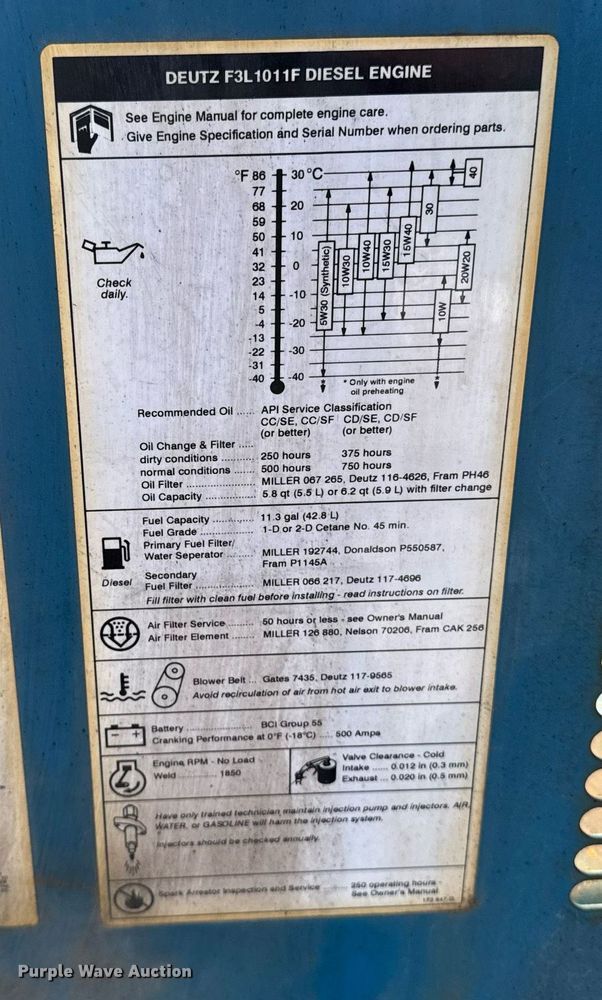 DEUTZ F3L1011F DIESEL ENGINE
See Engine Manual for complete engine care.
Give Engine Specification and Serial Number when ordering parts.
°F 86 30 °C
77
68 20
59
50 10
41
32 0
23
14 -10
5
-4 -20
-13
-22 -30
-31
-40 -40
5W30 (Synthetic)
10W30
10W40
15W30
15W40
30
40
20W20
10W
Check
daily.
* Only with engine
oil preheating
Recommended Oil ...... API Service Classification
CC/SE, CC/SF CD/SE, CD/SF
(or better) (or better)
Oil Change & Filter .....
dirty conditions .......... 250 hours 375 hours
normal conditions ...... 500 hours 750 hours
Oil Filter .................... MILLER 067 265, Deutz 116-4626, Fram PH46
Oil Capacity ............... 5.8 qt (5.5 L) or 6.2 qt (5.9 L) with filter change
Diesel
Fuel Capacity ............ 11.3 gal (42.8 L)
Fuel Grade ................ 1-D or 2-D Cetane No. 45 min.
Primary Fuel Filter/
Water Seperator ........ MILLER 192744, Donaldson P550587,
Fram P1145A
Secondary
Fuel Filter .................. MILLER 066 217, Deutz 117-4696
Fill filter with clean fuel before installing - read instructions on filter.
Air Filter Service ........ 50 hours or less - see Owner's Manual
Air Filter Element ....... MILLER 126 880, Nelson 70206, Fram CAK 256
Blower Belt ... Gates 7435, Deutz 117-9565
Avoid recirculation of air from hot air exit to blower intake.
Battery .................... BCI Group 55
Cranking Performance at 0°F (-18°C) .... 500 Amps
Engine RPM - No Load
Weld ............ 1850
Valve Clearance - Cold
Intake ...... 0.012 in (0.3 mm)
Exhaust ... 0.020 in (0.5 mm)
Have only trained technician maintain injection pump and injectors. AIR,
WATER, or GASOLINE will harm the injection system.
Injectors should be checked annually.
Spark Arrestor Inspection and Service ........ 250 operating hours -
See Owner's Manual
Purple Wave Auction